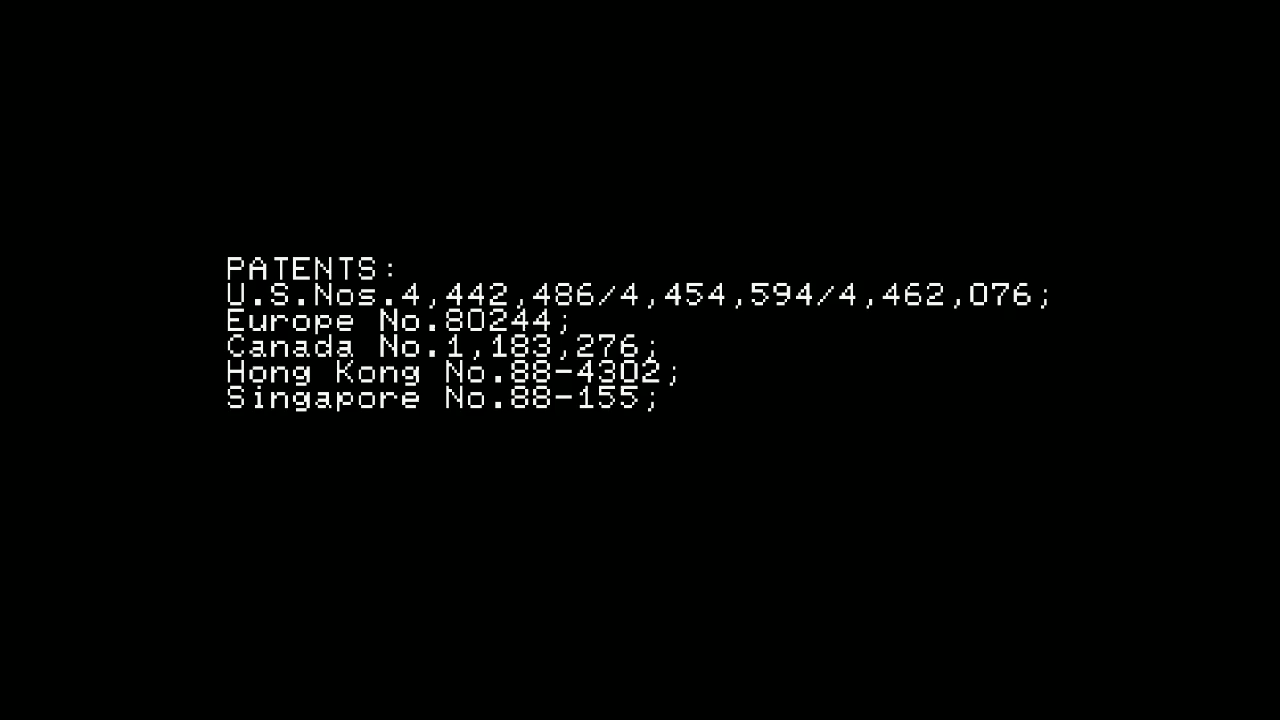 PATENTS:
U.S.Nos.4,442,486/4,454,594/4,462,076;
Europe No.80244;
Canada No.1,183,276;
Hong Kong No.88-4302;
Singapore No.88-155;